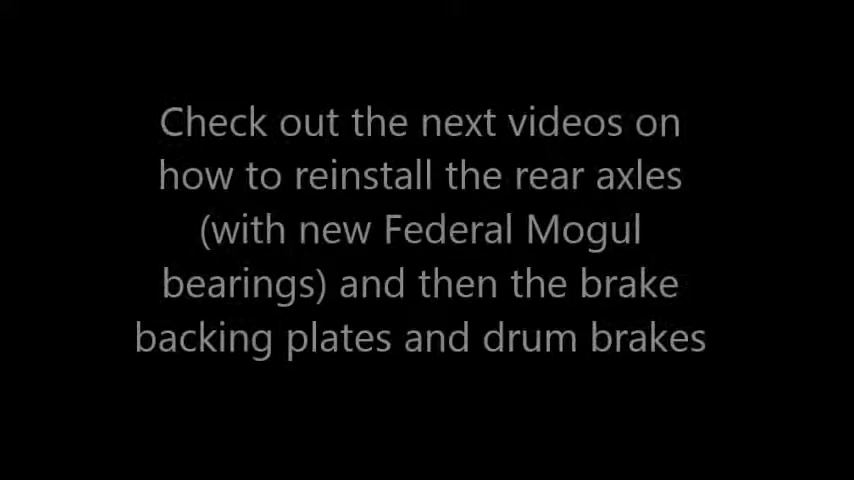 Check out the next videos on
how to reinstall the rear axles
(with new Federal Mogul
bearings) and then the brake
backing plates and drum brakes